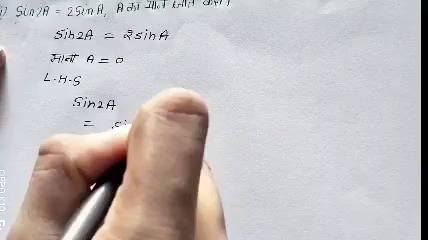 Sin2A = 2SinA, A का मान ज्ञात करो।
Sin2A = 2SinA
माना A = 0
L.H.S
Sin2A
=